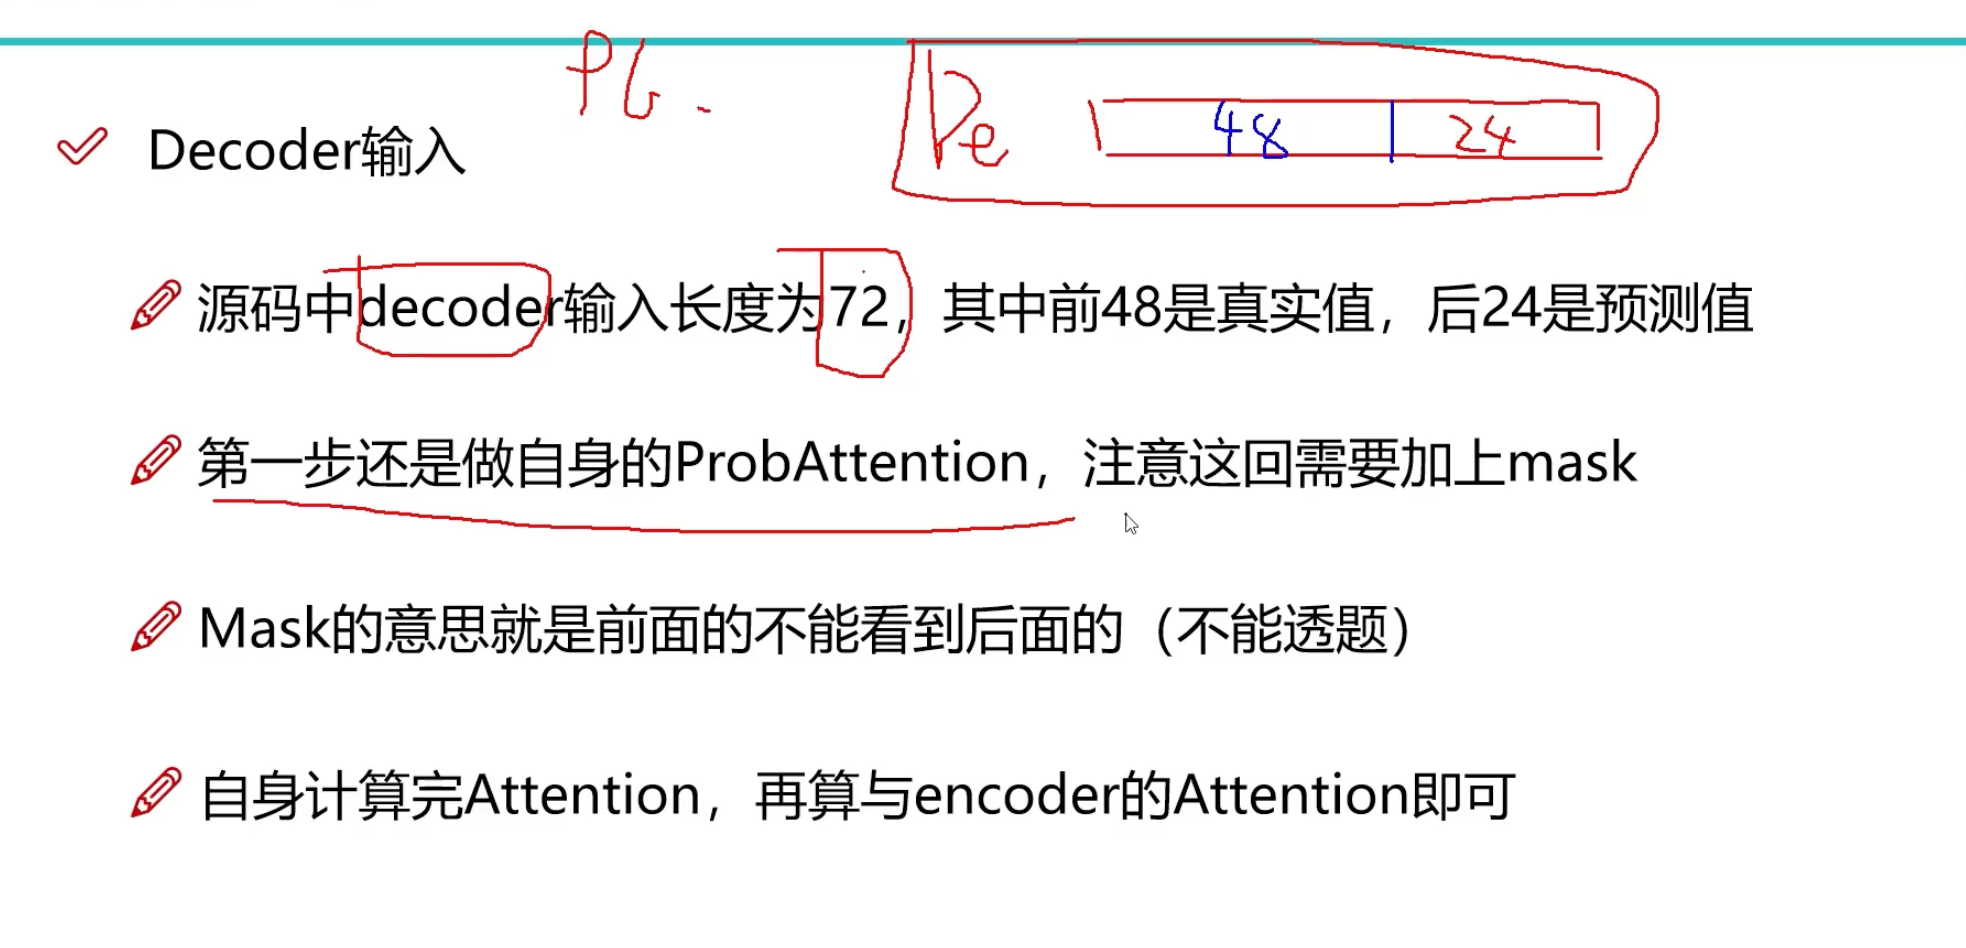 De 48 24
Decoder输入
源码中decoder输入长度为72，其中前48是真实值，后24是预测值
第一步还是做自身的ProbAttention，注意这回需要加上mask
Mask的意思就是前面的不能看到后面的（不能透题）
自身计算完Attention，再算与encoder的Attention即可